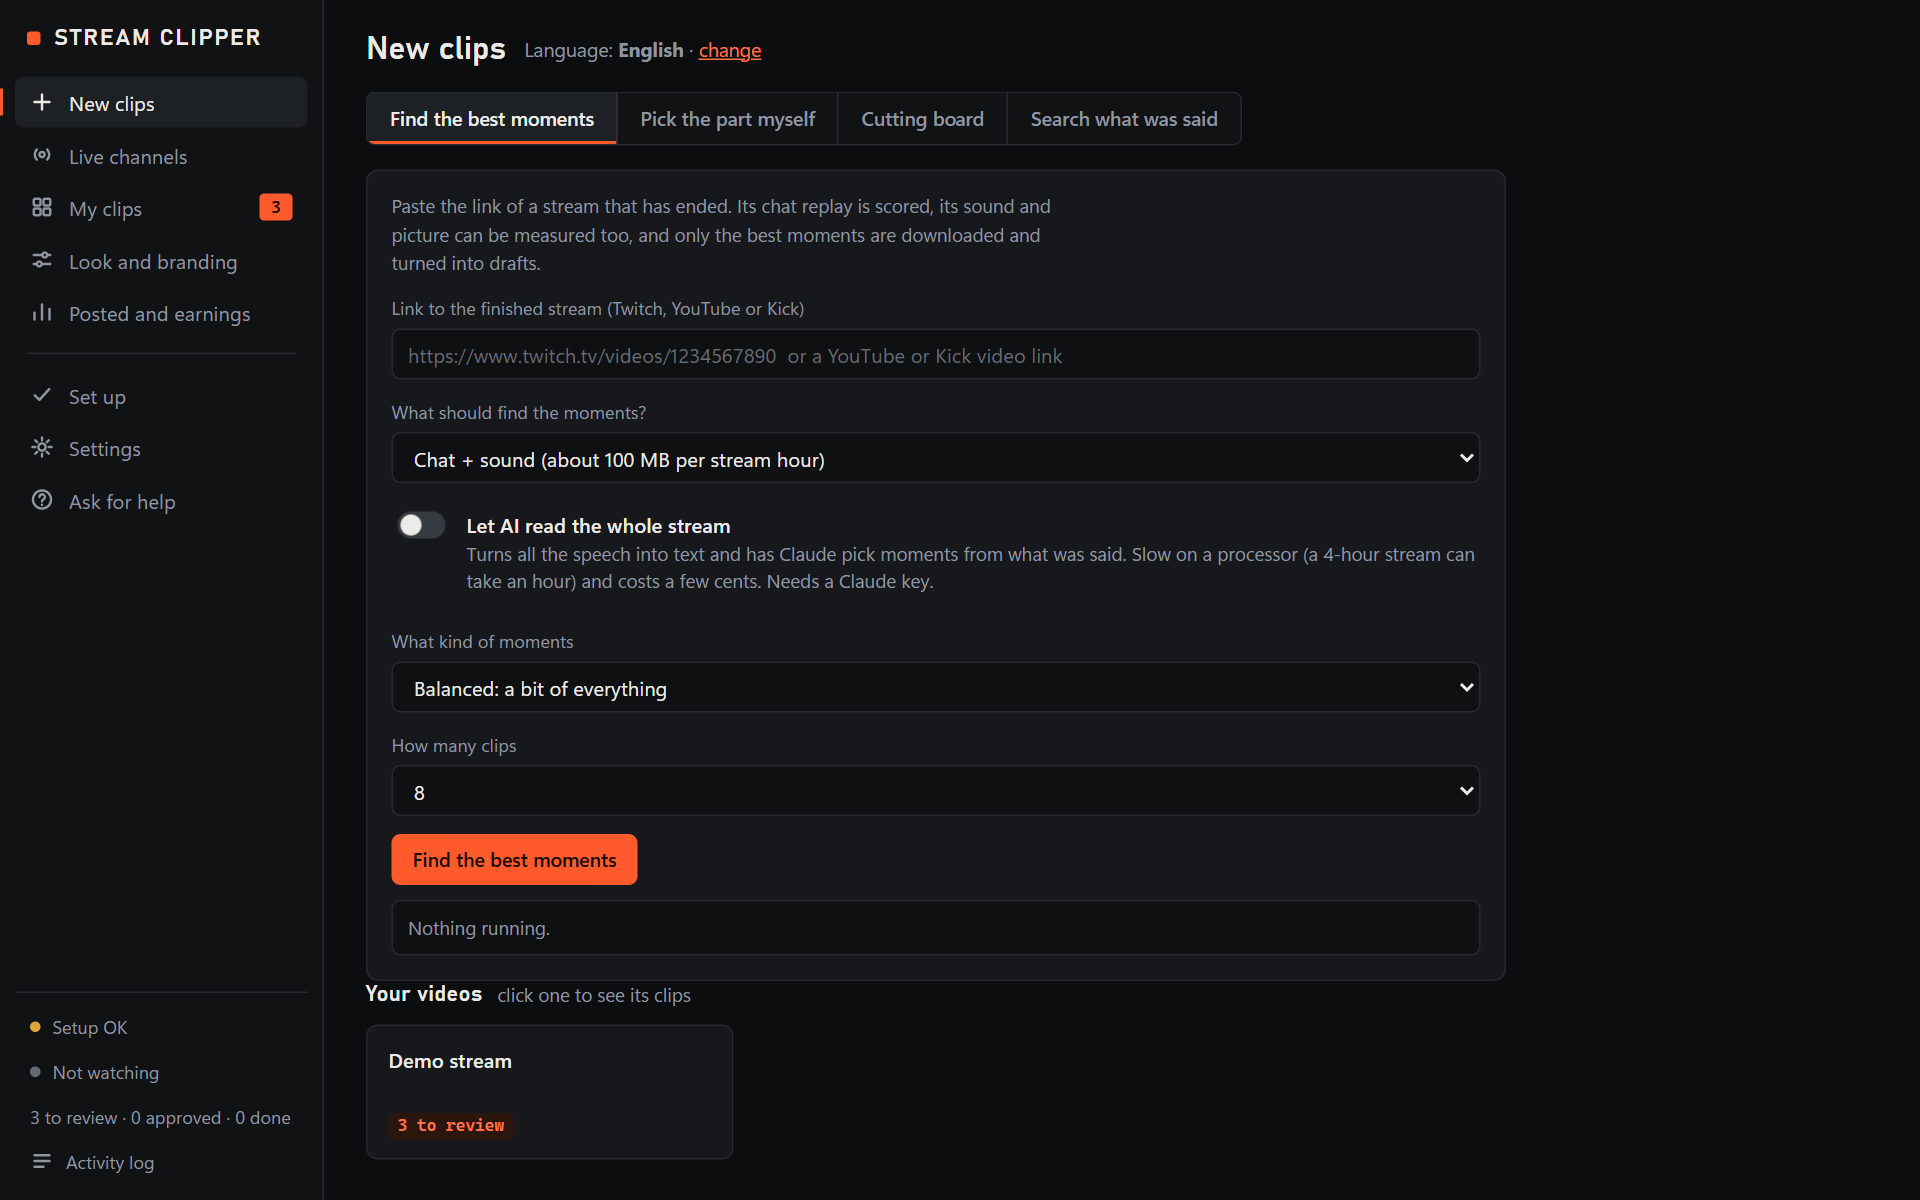 STREAM CLIPPER
New clips
Live channels
My clips
3
Look and branding
Posted and earnings
Set up
Settings
Ask for help
Setup OK
Not watching
3 to review · 0 approved · 0 done
Activity log
New clips
Language: English · change
Find the best moments
Pick the part myself
Cutting board
Search what was said
Paste the link of a stream that has ended. Its chat replay is scored, its sound and
picture can be measured too, and only the best moments are downloaded and
turned into drafts.
Link to the finished stream (Twitch, YouTube or Kick)
https://www.twitch.tv/videos/1234567890  or a YouTube or Kick video link
What should find the moments?
Chat + sound (about 100 MB per stream hour)
Let AI read the whole stream
Turns all the speech into text and has Claude pick moments from what was said. Slow on a processor (a 4-hour stream can
take an hour) and costs a few cents. Needs a Claude key.
What kind of moments
Balanced: a bit of everything
How many clips
8
Find the best moments
Nothing running.
Your videos
click one to see its clips
Demo stream
3 to review